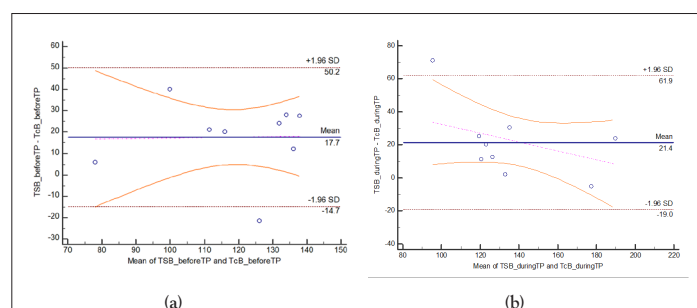 +1.96 SD
50.2
Mean
17.7
-1.96 SD
-14.7
60
50
40
30
20
10
0
-10
-20
-30
70 80 90 100 110 120 130 140 150
TSB_beforeTP - TcB_beforeTP
Mean of TSB_beforeTP and TcB_beforeTP
(a)
+1.96 SD
61.9
Mean
21.4
-1.96 SD
-19.0
100
80
60
40
20
0
-20
-40
80 100 120 140 160 180 200 220
TSB_duringTP - TcB_duringTP
Mean of TSB_duringTP and TcB_duringTP
(b)